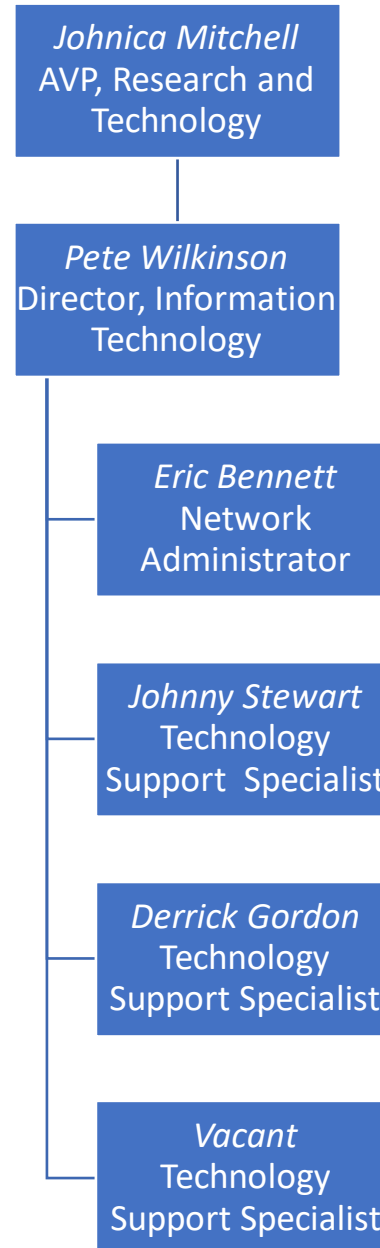 Johnica Mitchell
AVP, Research and
Technology
Pete Wilkinson
Director, Information
Technology
Eric Bennett
Network
Administrator
Johnny Stewart
Technology
Support  Specialist
Derrick Gordon
Technology
Support Specialist
Vacant
Technology
Support Specialist